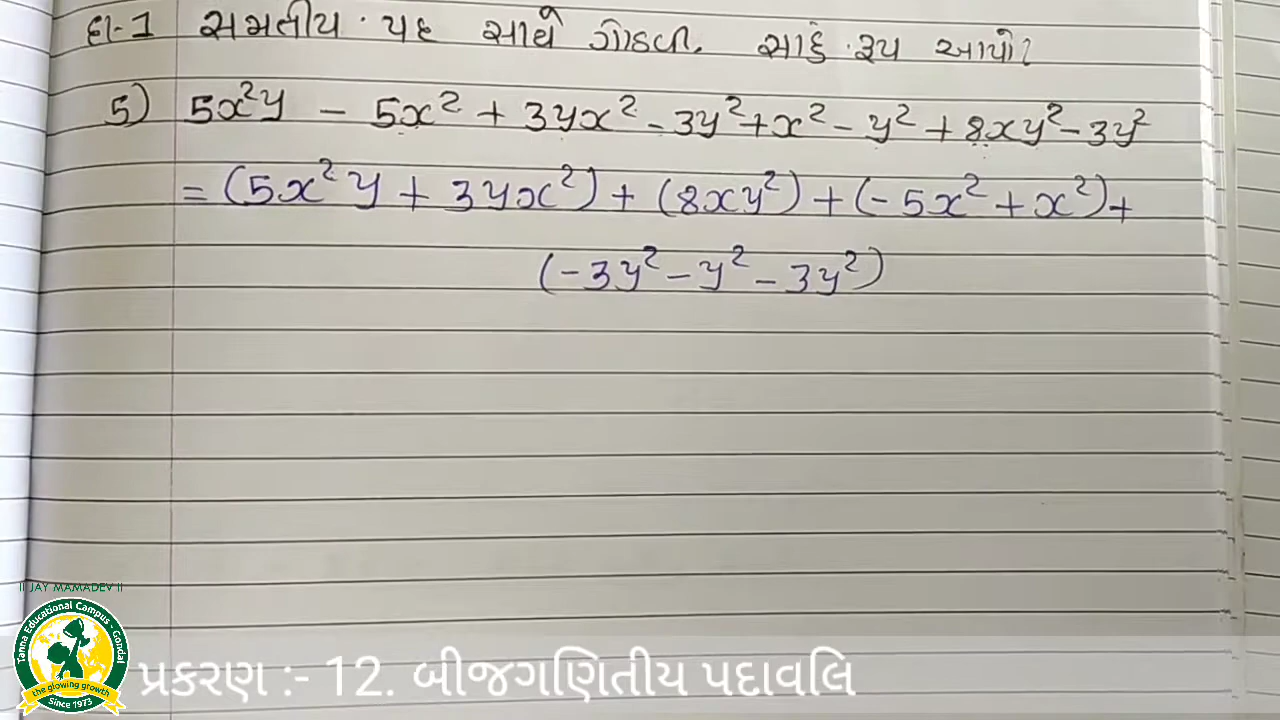 દા-1 સમતીય પદ સાથે ગોઠવી. સાદું રૂપ આપો?
5) 5x²y - 5x² + 3yx² - 3y² + x² - y² + 8xy² - 3y²
= (5x²y + 3yx²) + (8xy²) + (-5x² + x²) +
(-3y² - y² - 3y²)
|| JAY MAMADEV ||
Tanna Educational Campus - Gondal
the glowing growth
Since 1973
પ્રકરણ :- 12. બીજગણિતીય પદાવલિ